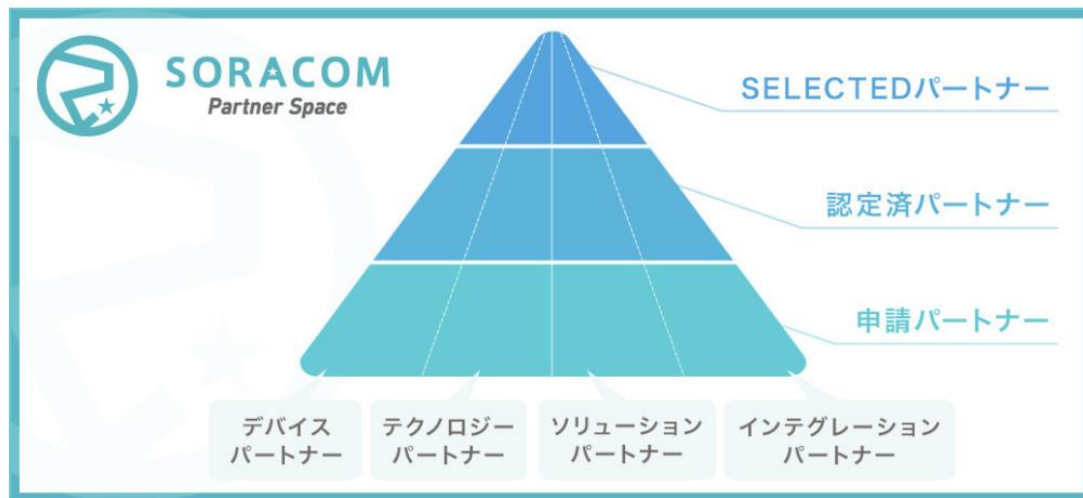 SORACOM
Partner Space
SELECTEDパートナー
認定済パートナー
申請パートナー
デバイス
パートナー
テクノロジー
パートナー
ソリューション
パートナー
インテグレーション
パートナー